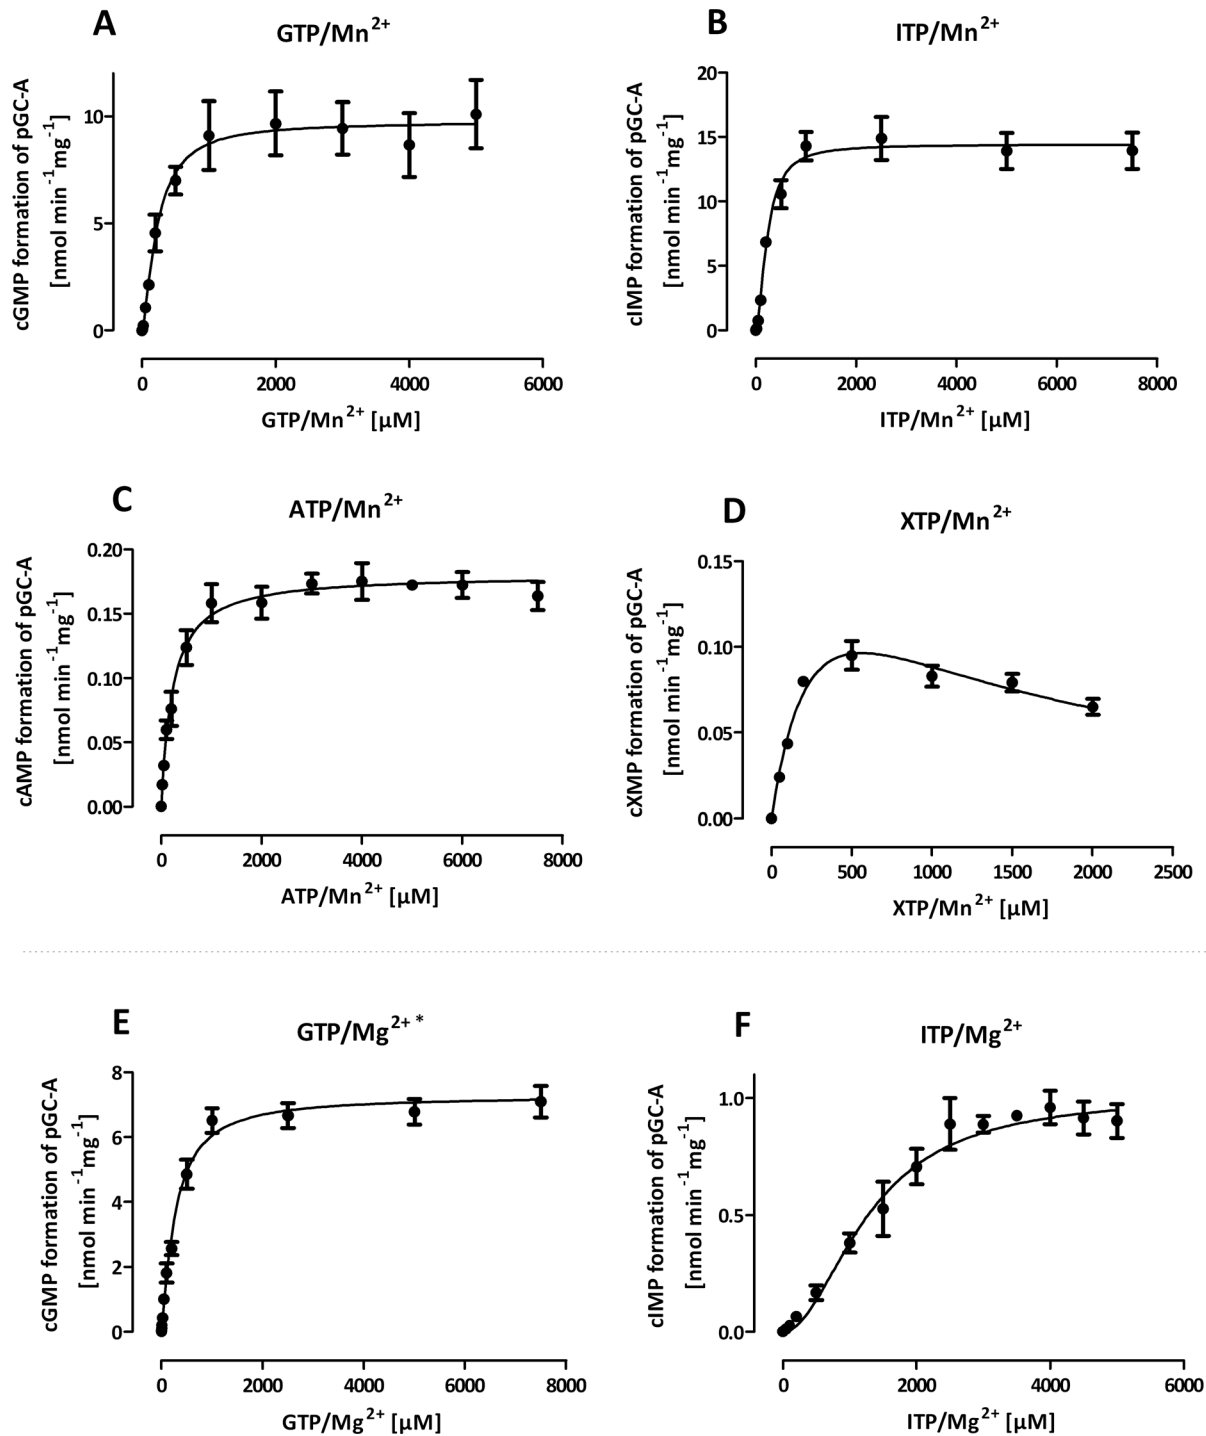 A
GTP/Mn²⁺
cGMP formation of pGC-A
[nmol min⁻¹mg⁻¹]
10
5
0
0 2000 4000 6000
GTP/Mn²⁺ [µM]
B
ITP/Mn²⁺
cIMP formation of pGC-A
[nmol min⁻¹mg⁻¹]
20
15
10
5
0
0 2000 4000 6000 8000
ITP/Mn²⁺ [µM]
C
ATP/Mn²⁺
cAMP formation of pGC-A
[nmol min⁻¹mg⁻¹]
0.20
0.15
0.10
0.05
0.00
0 2000 4000 6000 8000
ATP/Mn²⁺ [µM]
D
XTP/Mn²⁺
cXMP formation of pGC-A
[nmol min⁻¹mg⁻¹]
0.15
0.10
0.05
0.00
0 500 1000 1500 2000 2500
XTP/Mn²⁺ [µM]
E
GTP/Mg²⁺ *
cGMP formation of pGC-A
[nmol min⁻¹mg⁻¹]
8
6
4
2
0
0 2000 4000 6000 8000
GTP/Mg²⁺ [µM]
F
ITP/Mg²⁺
cIMP formation of pGC-A
[nmol min⁻¹mg⁻¹]
1.0
0.5
0.0
0 2000 4000 6000
ITP/Mg²⁺ [µM]